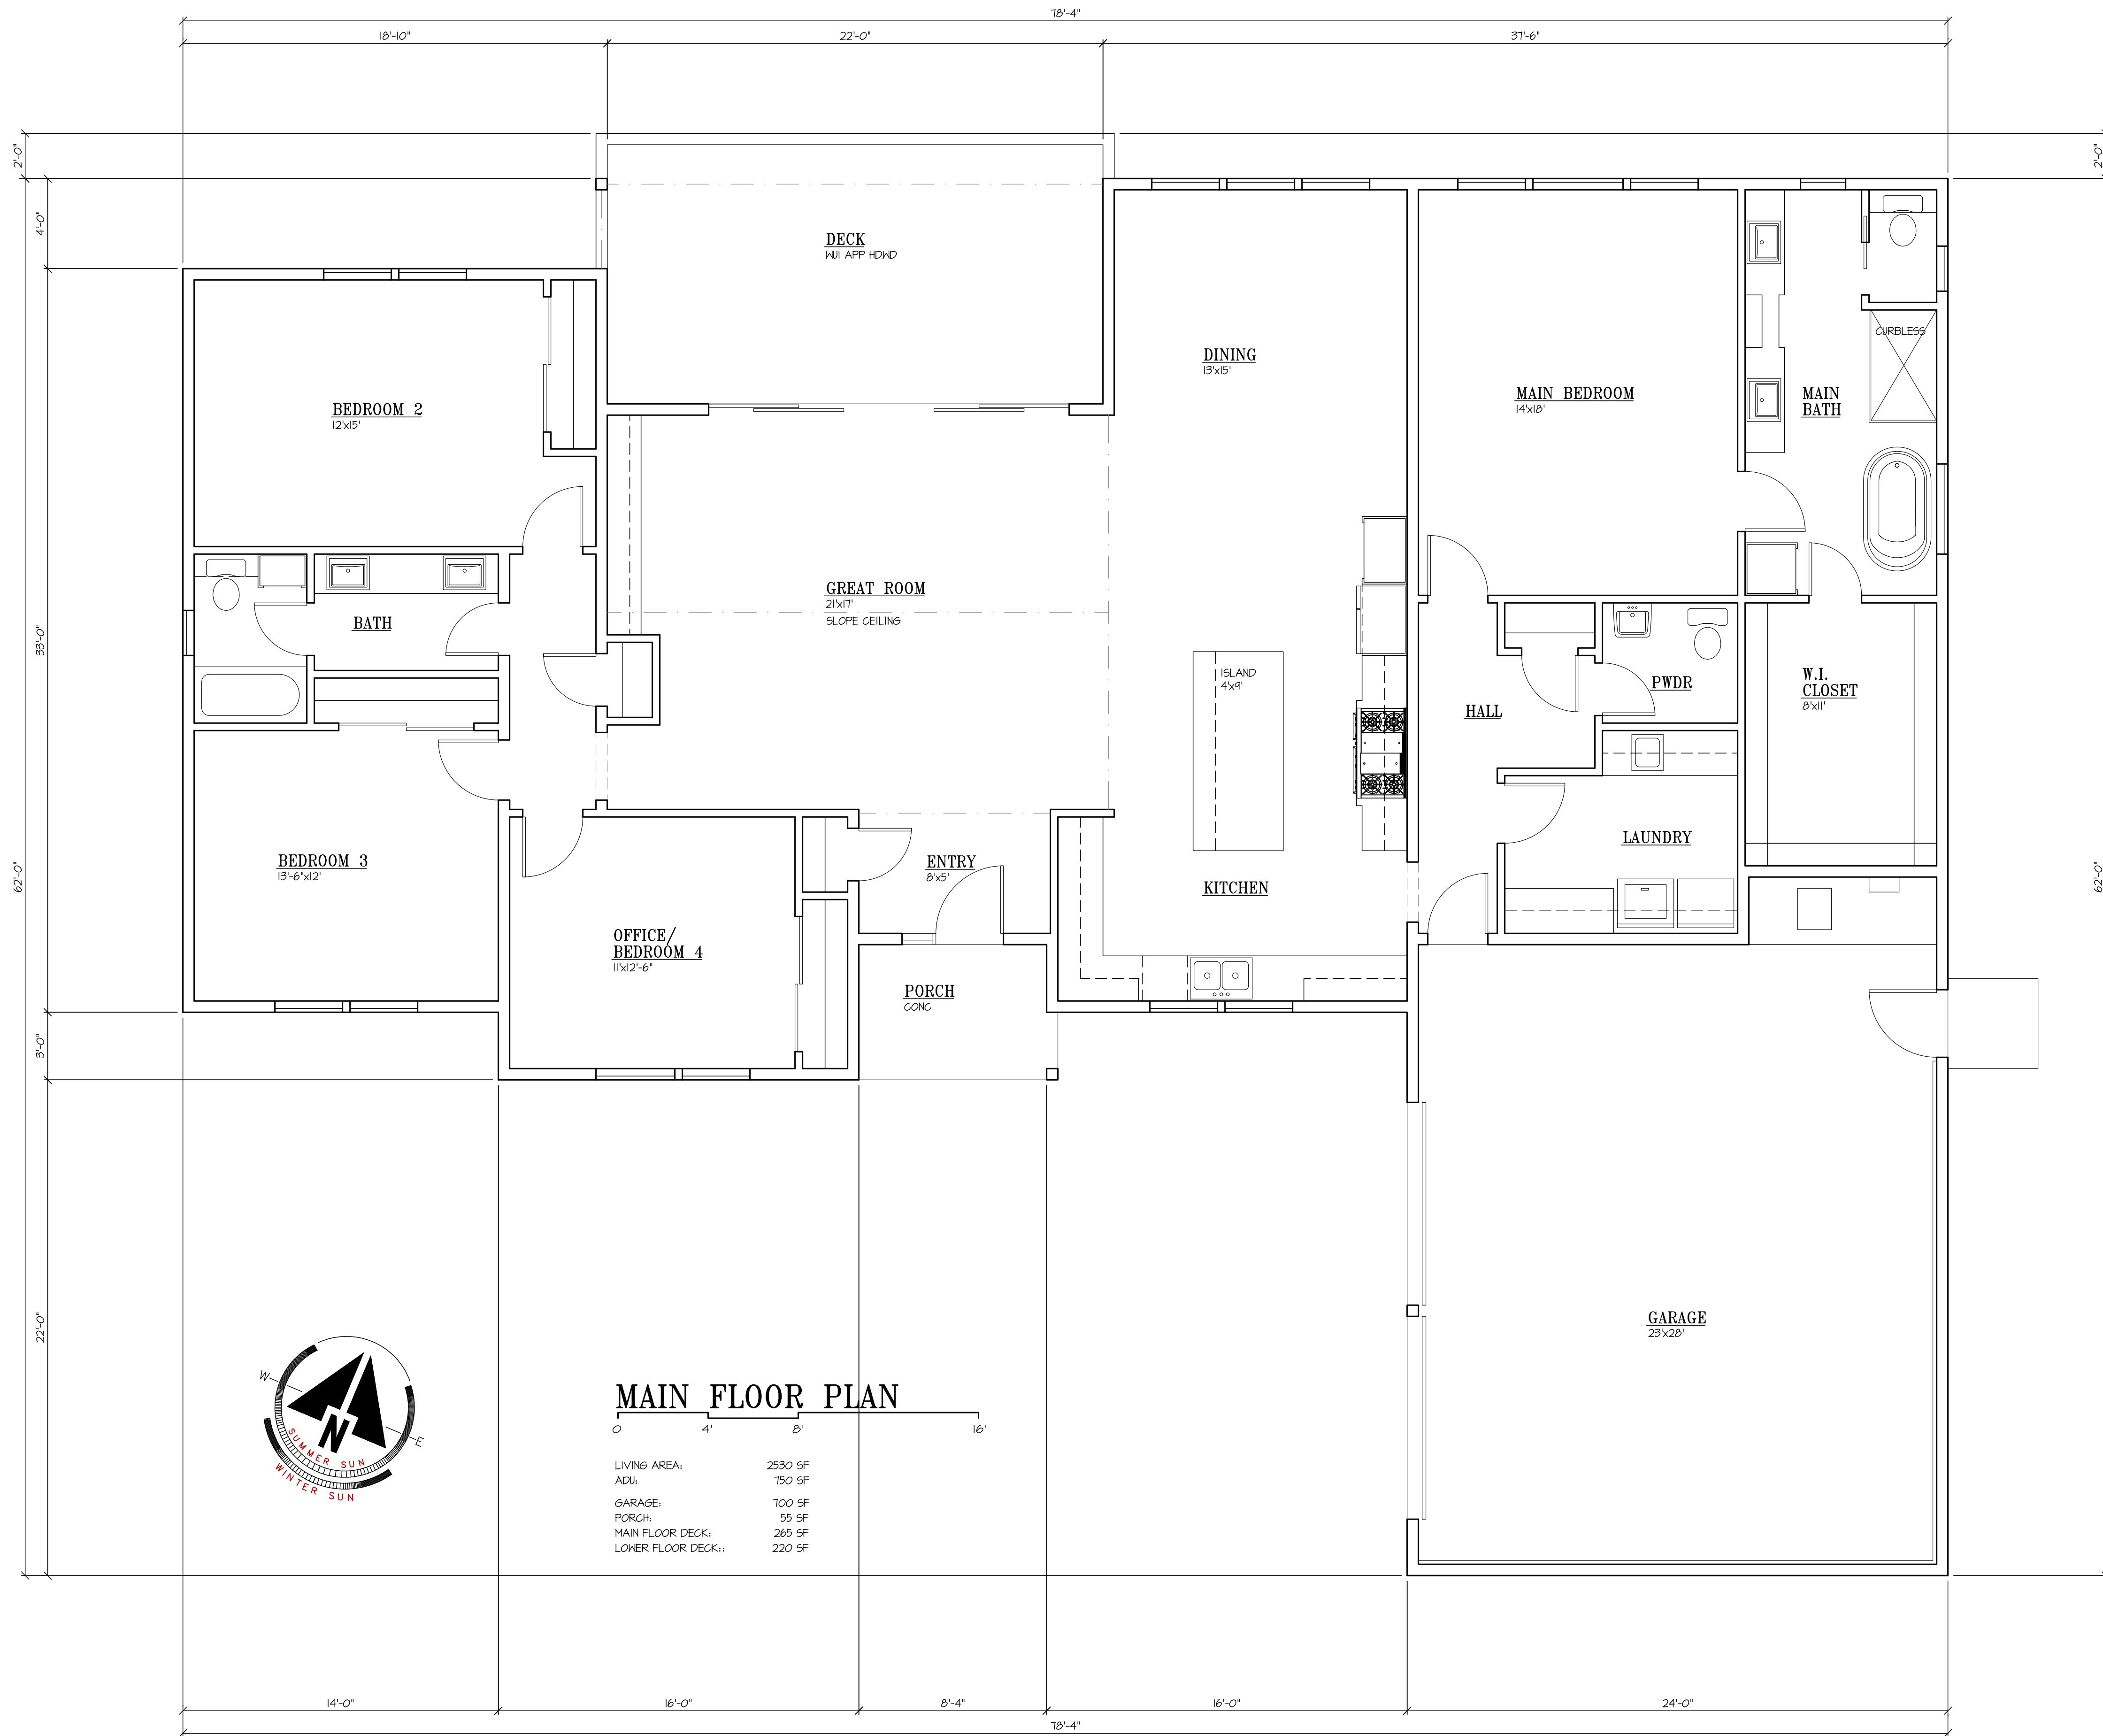 78'-4"
18'-10"
22'-0"
37'-6"
2'-0"
2'-0"
4'-0"
DECK
WUI APP HDWD
CURBLESS
DINING
13'x15'
MAIN BEDROOM
14'x18'
MAIN
BATH
BEDROOM 2
12'x15'
GREAT ROOM
21'x17'
SLOPE CEILING
BATH
33'-0"
ISLAND
4'x9'
PWDR
W.I.
CLOSET
8'x11'
HALL
LAUNDRY
BEDROOM 3
13'-6"x12'
ENTRY
8'x5'
KITCHEN
62'-0"
62'-0"
OFFICE/
BEDROOM 4
11'x12'-6"
PORCH
CONC
3'-0"
22'-0"
GARAGE
23'x28'
W
N
E
SUMMER SUN
WINTER SUN
MAIN FLOOR PLAN
0 4' 8' 16'
LIVING AREA: 2530 SF
ADU: 750 SF
GARAGE: 700 SF
PORCH: 55 SF
MAIN FLOOR DECK: 265 SF
LOWER FLOOR DECK:: 220 SF
14'-0"
16'-0"
8'-4"
16'-0"
24'-0"
78'-4"